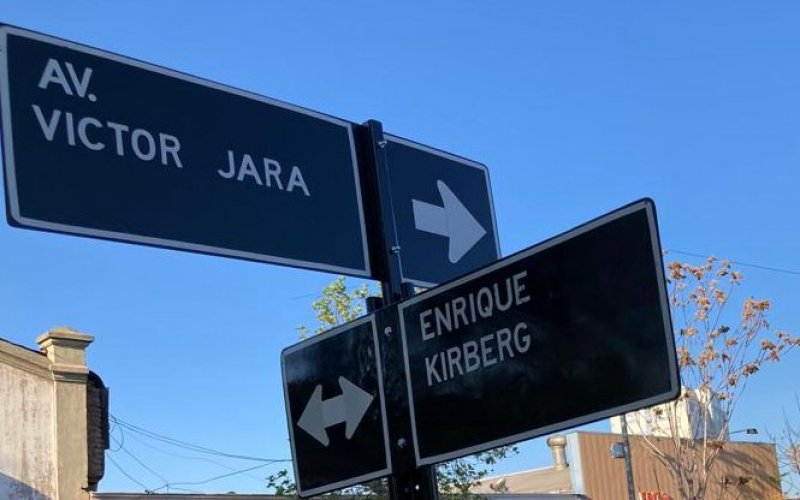 AV.
VICTOR JARA
ENRIQUE
KIRBERG